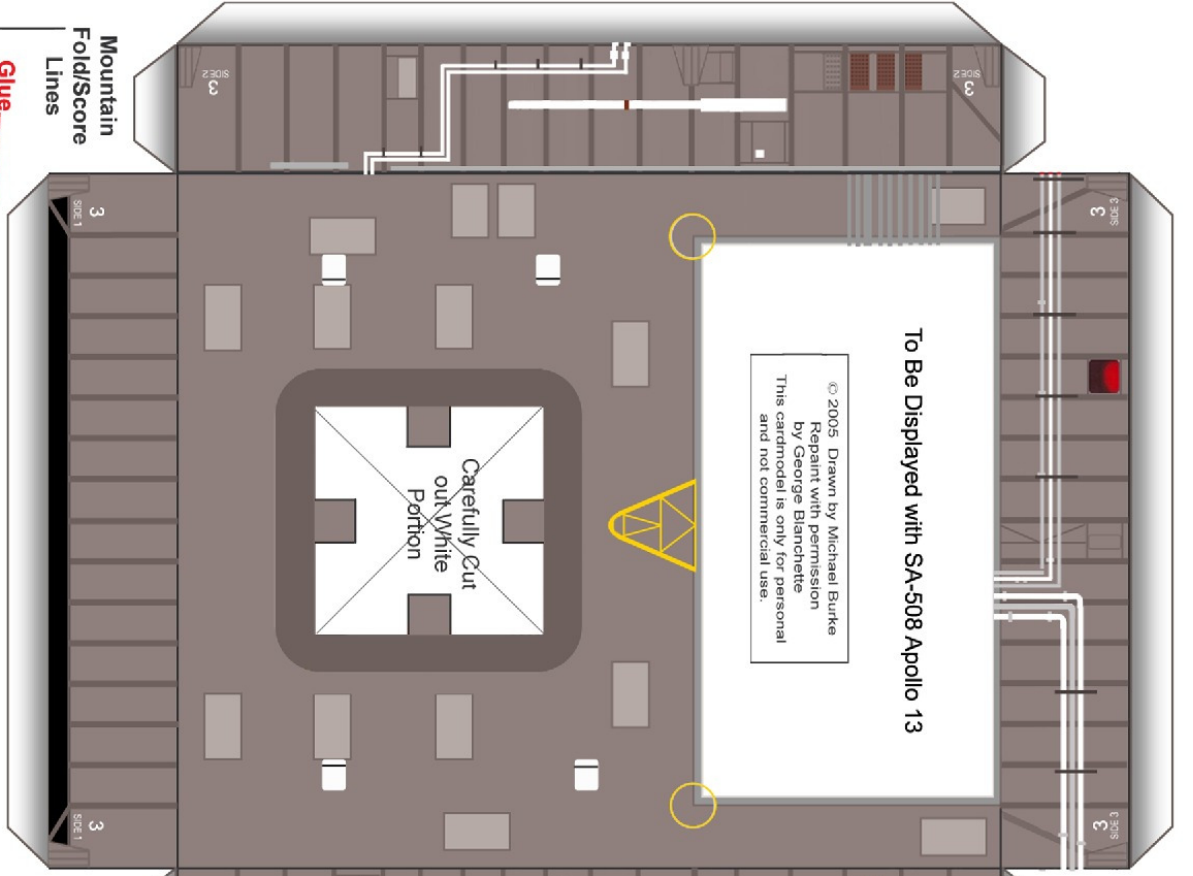 Mountain
Fold/Score
Lines
Glue
3
SIDE 2
3
SIDE 2
3
SIDE 1
3
SIDE 3
To Be Displayed with SA-508 Apollo 13
© 2005 Drawn by Michael Burke
Repaint with permission
by George Blanchette
This cardmodel is only for personal
and not commercial use.
Carefully Cut
out White
Portion
3
SIDE 1
3
SIDE 3